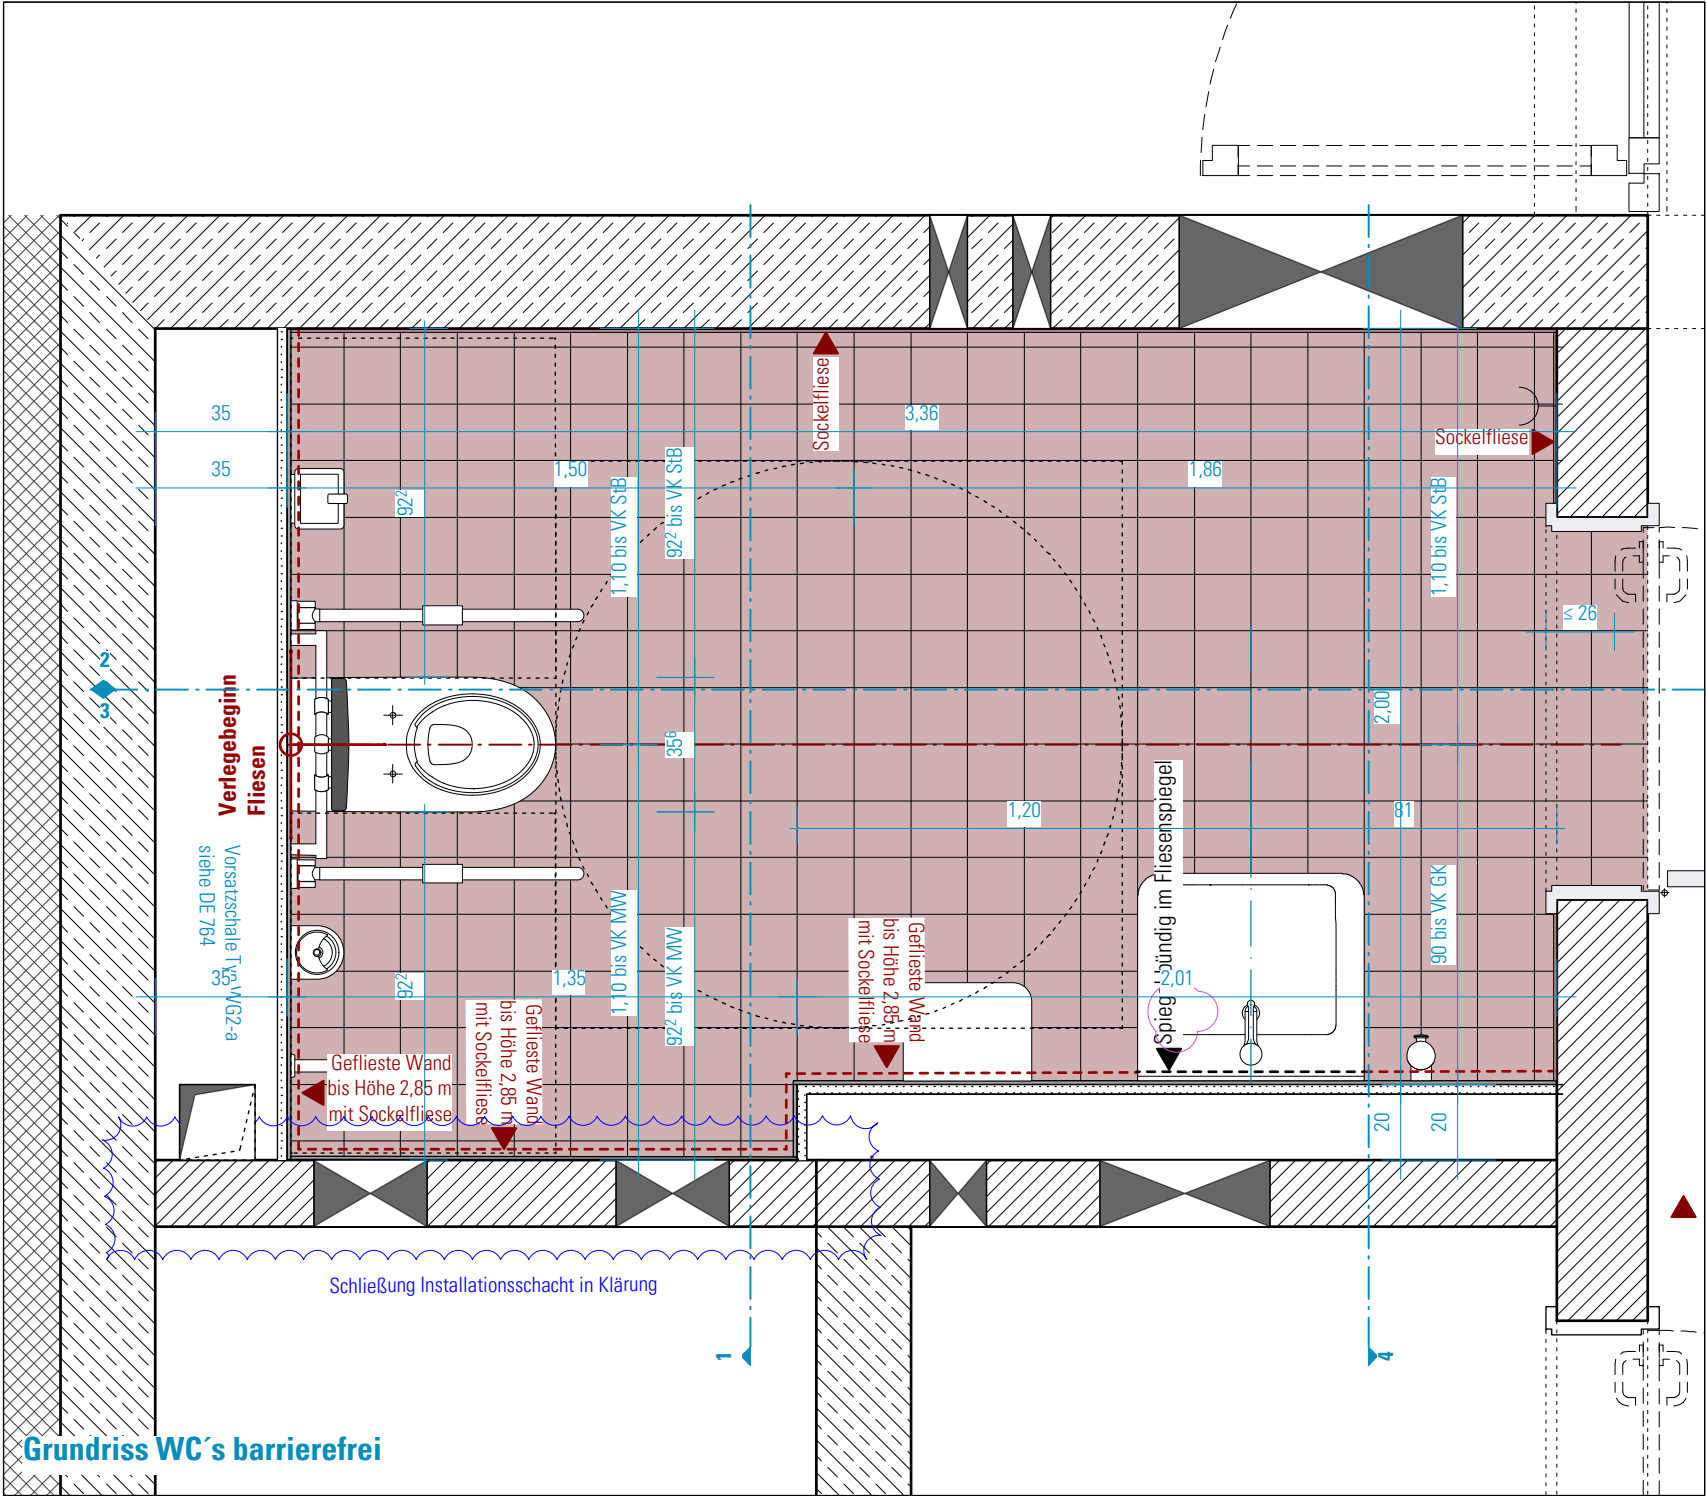 Sockelfliese
35
3,36
Sockelfliese
35
1,50
1,86
92²
1,10 bis VK StB
92² bis VK StB
1,10 bis VK StB
≤ 26
2
3
Verlegebeginn
Fliesen
35⁶
2,00
1,20
81
Spiegel bündig im Fliesenspiegel
Vorsatzschale Typ WG2-a
siehe DE 764
35
92²
1,35
1,10 bis VK MW
92² bis VK MW
Geflieste Wand
bis Höhe 2,85 m
mit Sockelfliese
2,01
90 bis VK GK
Geflieste Wand
bis Höhe 2,85 m
mit Sockelfliese
Geflieste Wand
bis Höhe 2,85 m
mit Sockelfliese
20
20
Schließung Installationsschacht in Klärung
1
4
Grundriss WC´s barrierefrei